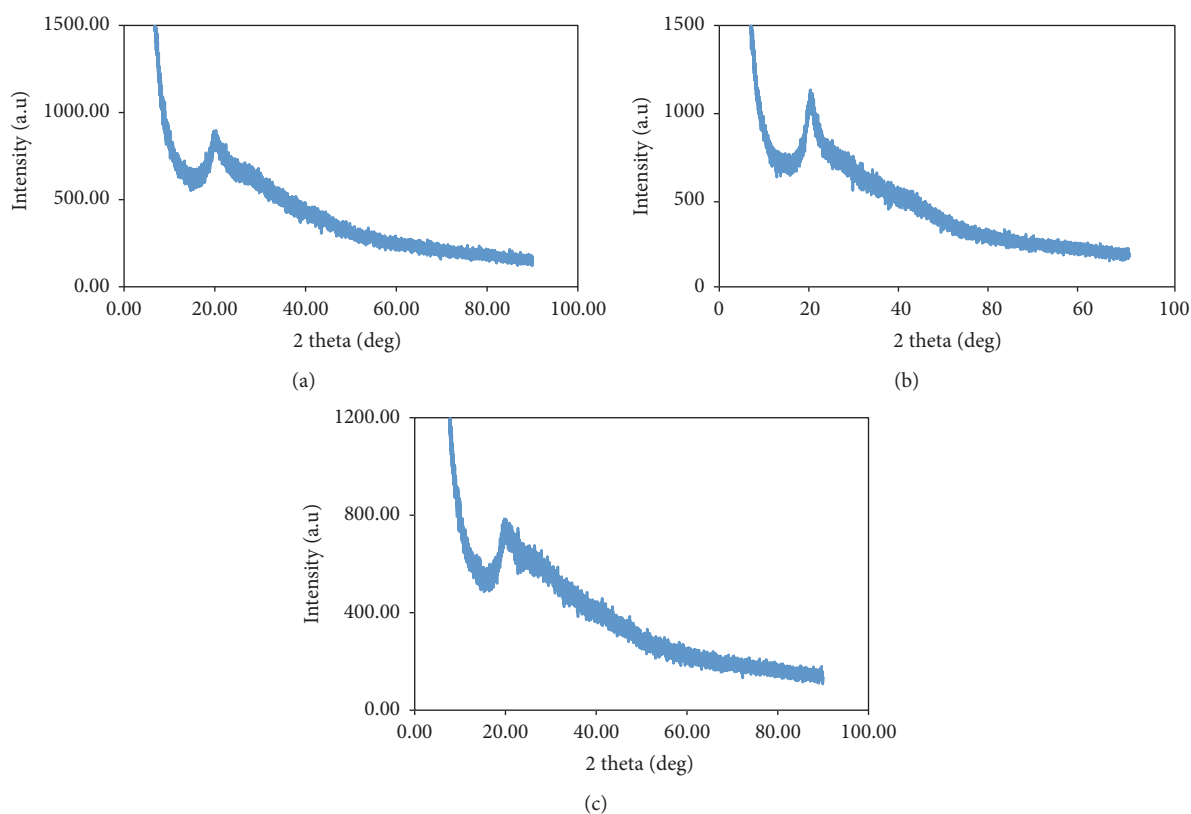 1500.00
1000.00
500.00
0.00
Intensity (a.u)
0.00 20.00 40.00 60.00 80.00 100.00
2 theta (deg)
(a)
1500
1000
500
0
Intensity (a.u)
0 20 40 80 60 100
2 theta (deg)
(b)
1200.00
800.00
400.00
0.00
Intensity (a.u)
0.00 20.00 40.00 60.00 80.00 100.00
2 theta (deg)
(c)